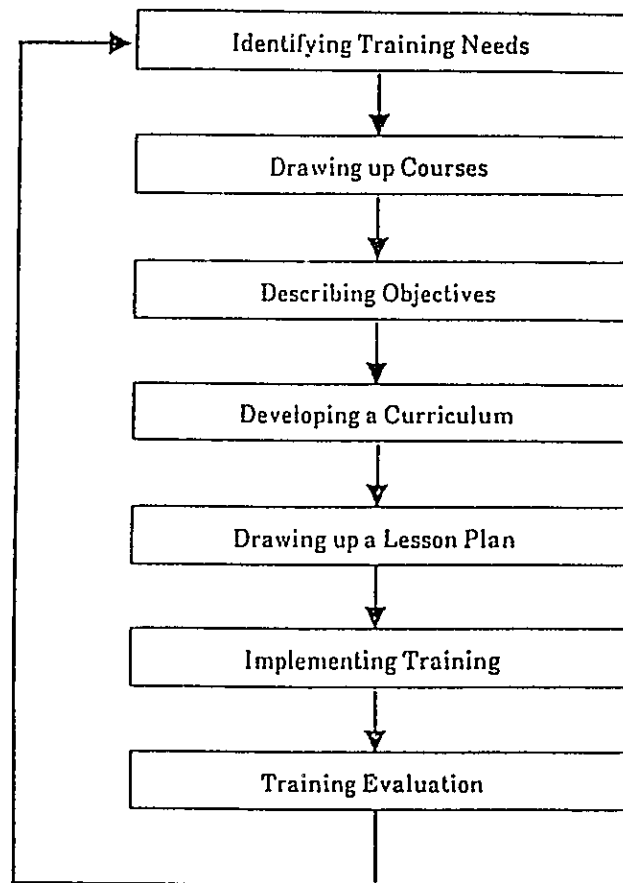 Identifying Training Needs
Drawing up Courses
Describing Objectives
Developing a Curriculum
Drawing up a Lesson Plan
Implementing Training
Training Evaluation